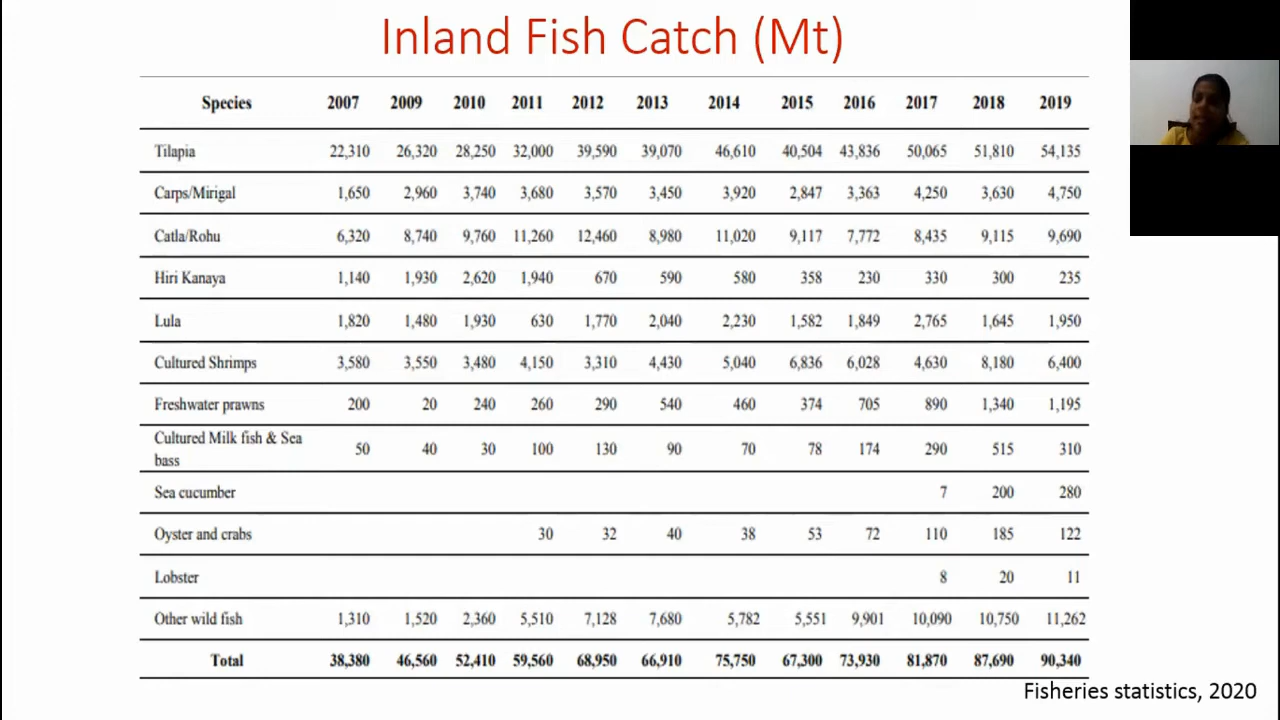 Inland Fish Catch (Mt)
Species 2007 2009 2010 2011 2012 2013 2014 2015 2016 2017 2018 2019
Tilapia 22,310 26,320 28,250 32,000 39,590 39,070 46,610 40,504 43,836 50,065 51,810 54,135
Carps/Mirigal 1,650 2,960 3,740 3,680 3,570 3,450 3,920 2,847 3,363 4,250 3,630 4,750
Catla/Rohu 6,320 8,740 9,760 11,260 12,460 8,980 11,020 9,117 7,772 8,435 9,115 9,690
Hiri Kanaya 1,140 1,930 2,620 1,940 670 590 580 358 230 330 300 235
Lula 1,820 1,480 1,930 630 1,770 2,040 2,230 1,582 1,849 2,765 1,645 1,950
Cultured Shrimps 3,580 3,550 3,480 4,150 3,310 4,430 5,040 6,836 6,028 4,630 8,180 6,400
Freshwater prawns 200 20 240 260 290 540 460 374 705 890 1,340 1,195
Cultured Milk fish & Sea
bass 50 40 30 100 130 90 70 78 174 290 515 310
Sea cucumber 7 200 280
Oyster and crabs 30 32 40 38 53 72 110 185 122
Lobster 8 20 11
Other wild fish 1,310 1,520 2,360 5,510 7,128 7,680 5,782 5,551 9,901 10,090 10,750 11,262
Total 38,380 46,560 52,410 59,560 68,950 66,910 75,750 67,300 73,930 81,870 87,690 90,340
Fisheries statistics, 2020